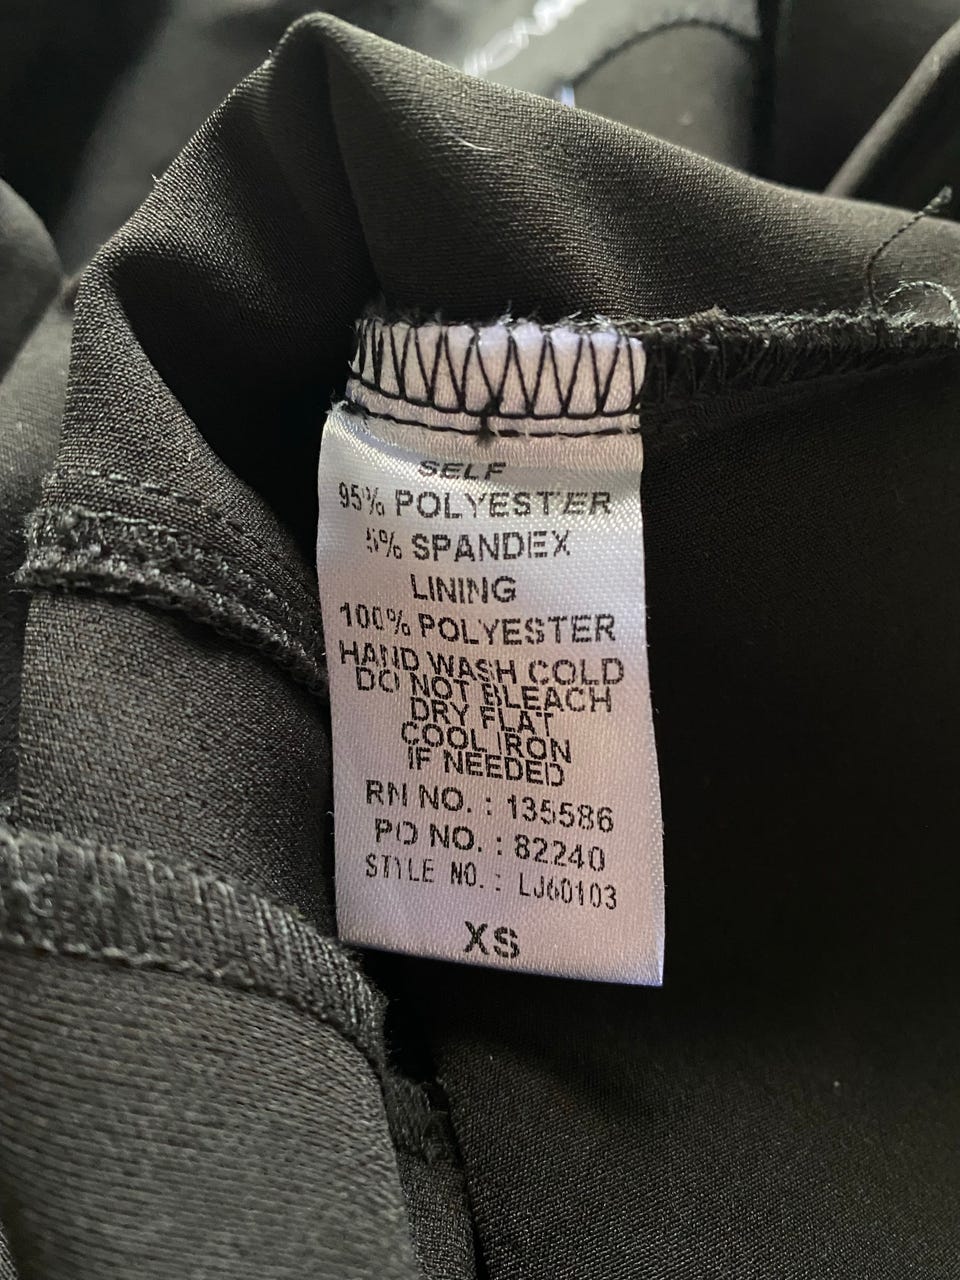 SELF
95% POLYESTER
5% SPANDEX
LINING
100% POLYESTER
HAND WASH COLD
DO NOT BLEACH
DRY FLAT
COOL IRON
IF NEEDED
RN NO. : 135586
PO NO. : 82240
STYLE NO. : LJ60103
XS